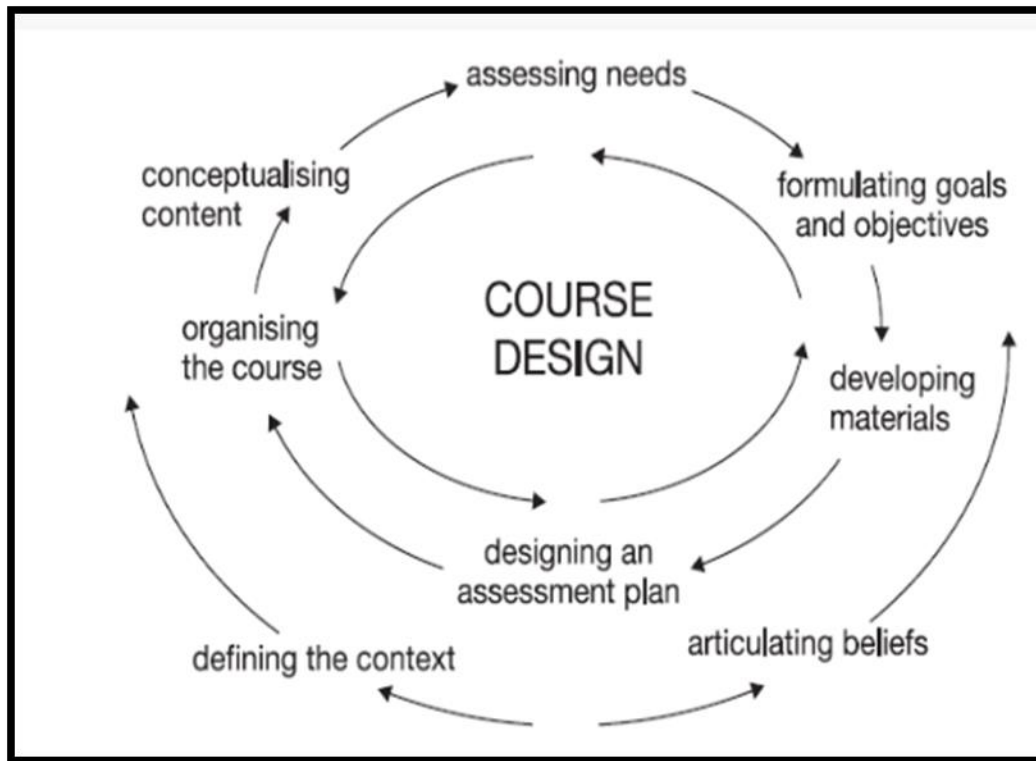 assessing needs
conceptualising
content
formulating goals
and objectives
COURSE
DESIGN
organising
the course
developing
materials
designing an
assessment plan
defining the context
articulating beliefs